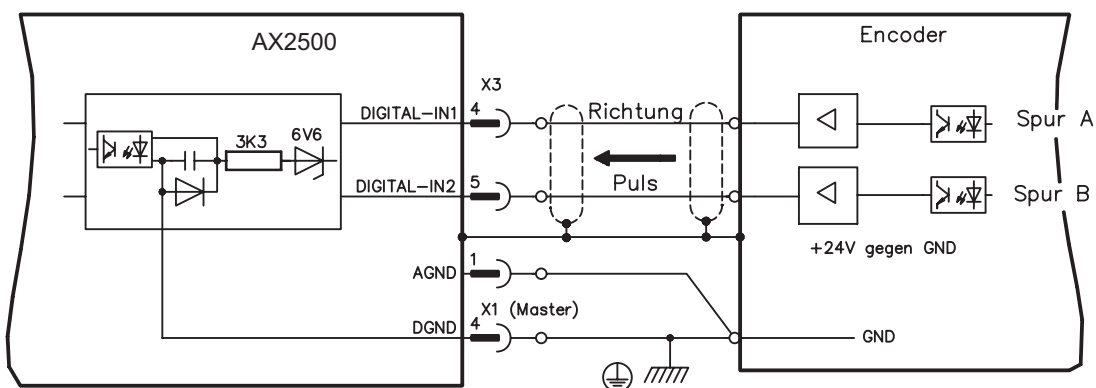 AX2500
Encoder
X3
DIGITAL-IN1 4 Richtung
Spur A
3K3 6V6
Puls
DIGITAL-IN2 5
Spur B
+24V gegen GND
AGND 1
X1 (Master)
DGND 4
GND